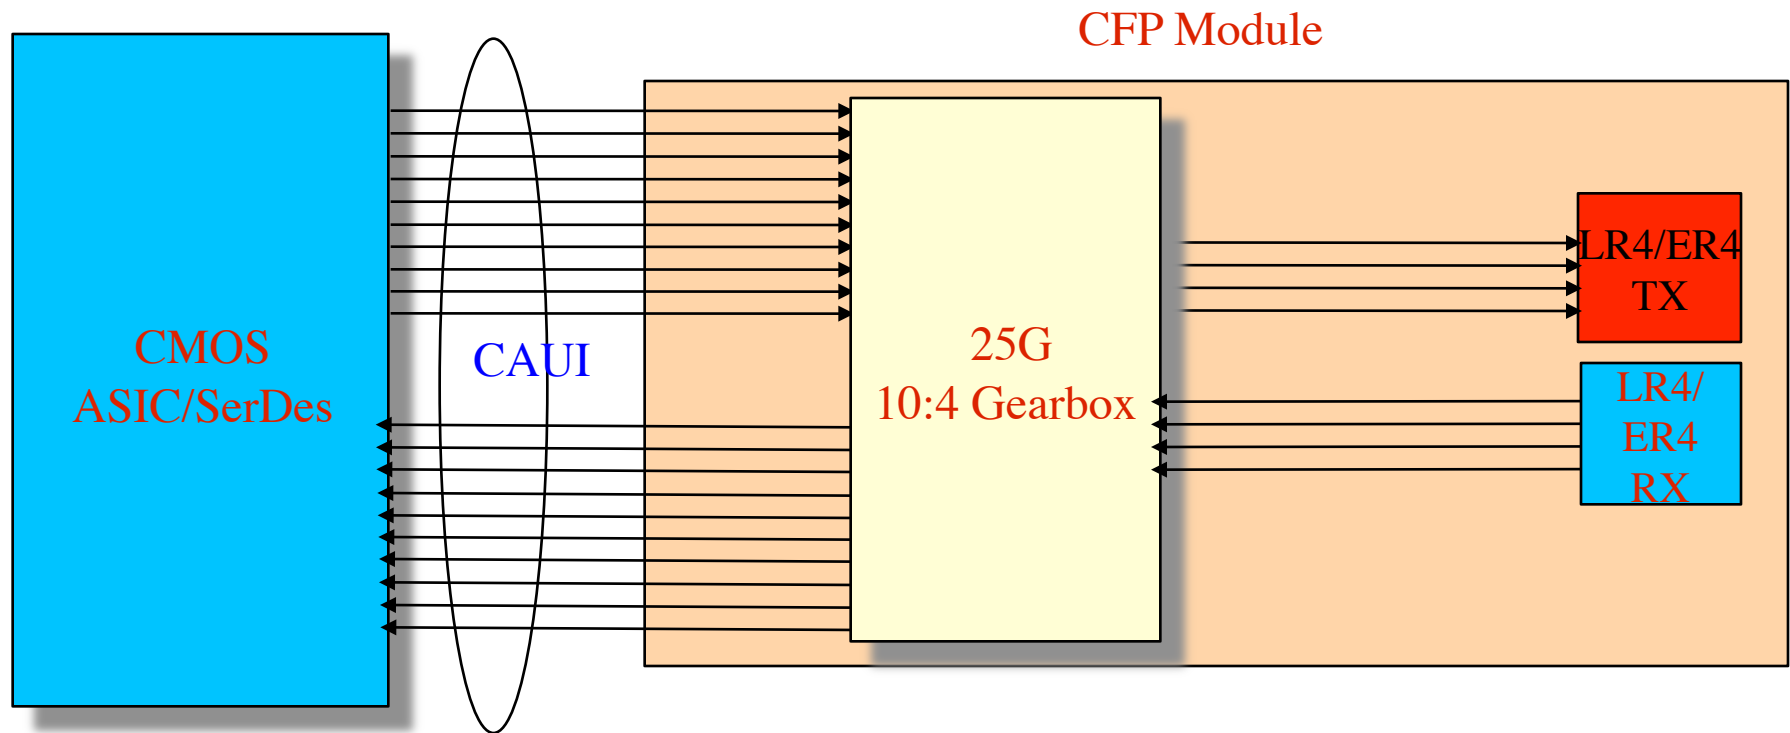 CFP Module
CMOS
ASIC/SerDes
CAUI
25G
10:4 Gearbox
LR4/ER4
TX
LR4/
ER4
RX